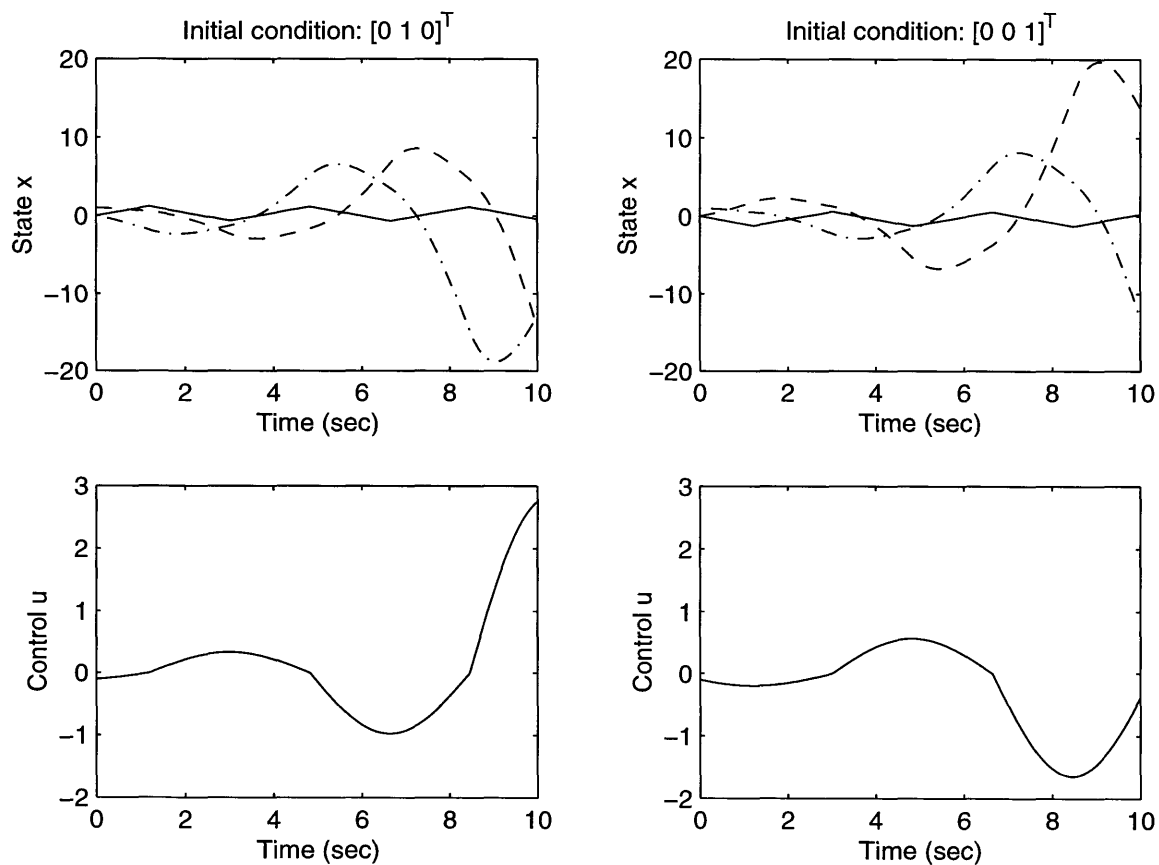 Initial condition: [0 1 0]^T
20
10
0
−10
−20
State x
0 2 4 6 8 10
Time (sec)
Initial condition: [0 0 1]^T
20
10
0
−10
−20
State x
0 2 4 6 8 10
Time (sec)
3
2
1
0
−1
−2
Control u
0 2 4 6 8 10
Time (sec)
3
2
1
0
−1
−2
Control u
0 2 4 6 8 10
Time (sec)